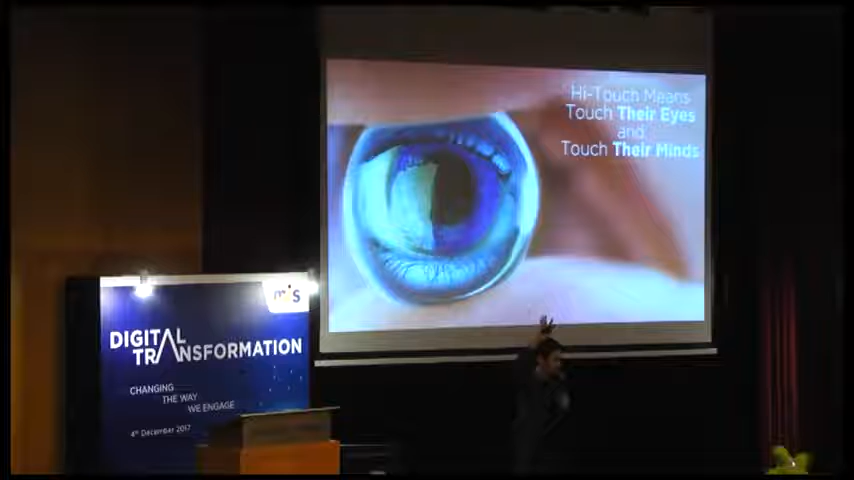 Hi-Touch Means
Touch Their Eyes
and
Touch Their Minds
mis
DIGITAL
TRANSFORMATION
CHANGING
THE WAY
WE ENGAGE
4th December 2017